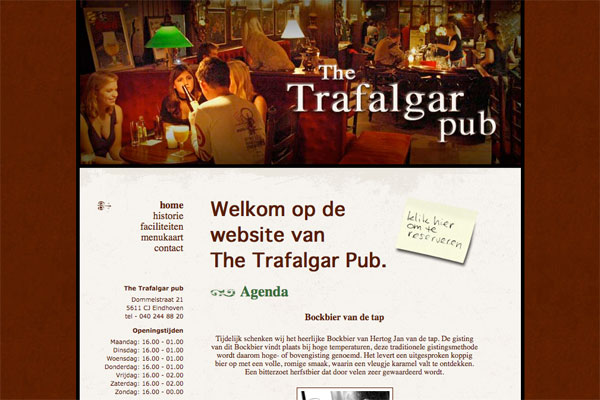 The
Trafalgar
pub
home
historie
faciliteiten
menukaart
contact
The Trafalgar pub
Dommelstraat 21
5611 CJ Eindhoven
tel - 040 244 88 20
Openingstijden
Maandag: 16.00 - 01.00
Dinsdag: 16.00 - 01.00
Woensdag: 16.00 - 01.00
Donderdag: 16.00 - 01.00
Vrijdag: 16.00 - 02.00
Zaterdag: 16.00 - 02.00
Zondag: 16.00 - 00.00
Welkom op de
website van
The Trafalgar Pub.
klik hier
om te
reserveren
Agenda
Bockbier van de tap
Tijdelijk schenken wij het heerlijke Bockbier van Hertog Jan van de tap. De gisting
van dit Bockbier vindt plaats bij hoge temperaturen, deze traditionele gistingsmethode
wordt daarom hoge- of bovengisting genoemd. Het levert een uitgesproken koppig
bier op met een volle, romige smaak, waarin een vleugje karamel valt te ontdekken.
Een bitterzoet herfstbier dat door velen zeer gewaardeerd wordt.